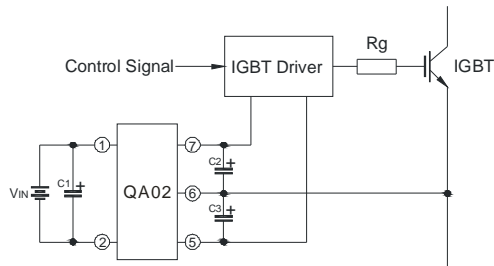 Rg
Control Signal
IGBT Driver
IGBT
1
7
C2
+
VIN
C1
+
QA02
6
C3
+
2
5